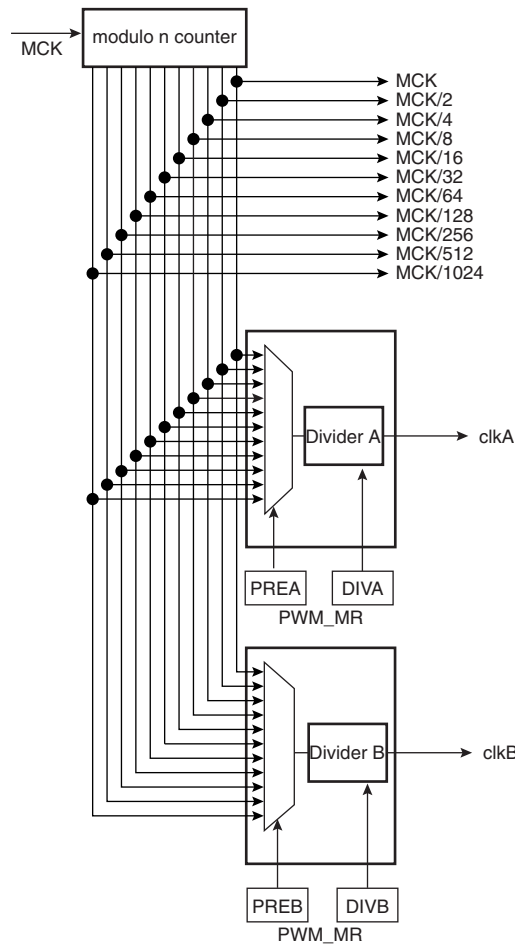 modulo n counter
MCK
MCK
MCK/2
MCK/4
MCK/8
MCK/16
MCK/32
MCK/64
MCK/128
MCK/256
MCK/512
MCK/1024
Divider A
clkA
PREA
DIVA
PWM_MR
Divider B
clkB
PREB
DIVB
PWM_MR